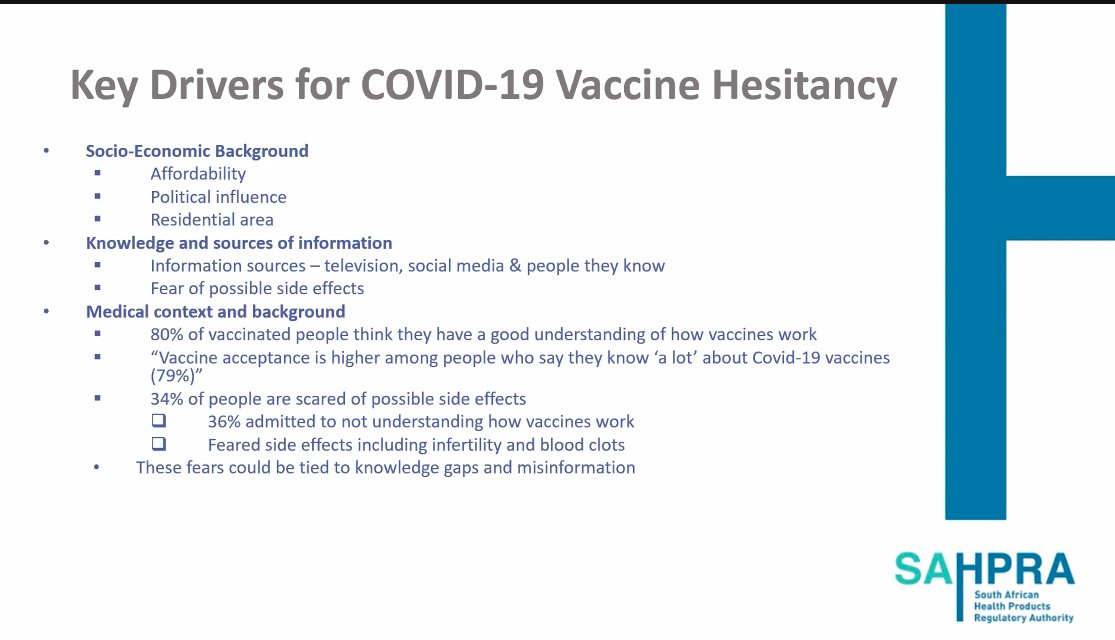 Key Drivers for COVID-19 Vaccine Hesitancy
• Socio-Economic Background
▪ Affordability
▪ Political influence
▪ Residential area
• Knowledge and sources of information
▪ Information sources – television, social media & people they know
▪ Fear of possible side effects
• Medical context and background
▪ 80% of vaccinated people think they have a good understanding of how vaccines work
▪ “Vaccine acceptance is higher among people who say they know ‘a lot’ about Covid-19 vaccines
(79%)”
▪ 34% of people are scared of possible side effects
❑ 36% admitted to not understanding how vaccines work
❑ Feared side effects including infertility and blood clots
• These fears could be tied to knowledge gaps and misinformation
SAHPRA
South African
Health Products
Regulatory Authority